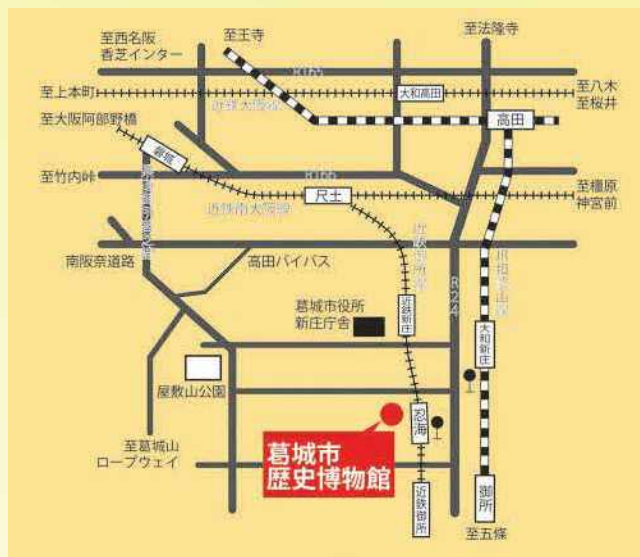 至西名阪
香芝インター
至王寺
至法隆寺
R165
至上本町
近鉄大阪線
大和高田
至八木
至桜井
至大阪阿部野橋
高田
磐城
至竹内峠
R166
近鉄南大阪線
尺土
至橿原
神宮前
近鉄御所線
R24
JR和歌山線
南阪奈道路
高田バイパス
葛城市役所
新庄庁舎
近鉄新庄
大和新庄
屋敷山公園
忍海
葛城市
歴史博物館
至葛城山
ロープウェイ
近鉄御所
御所
至五條